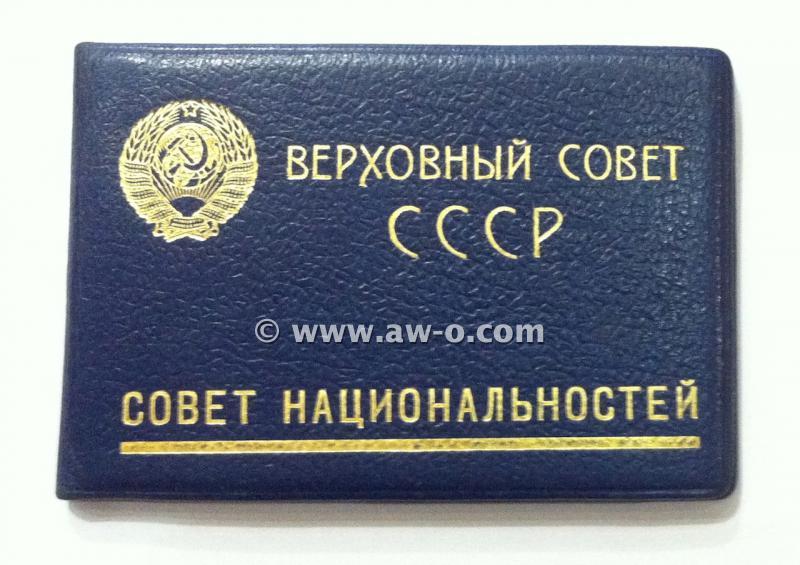 ВЕРХОВНЫЙ СОВЕТ
СССР
© www.aw-o.com
СОВЕТ НАЦИОНАЛЬНОСТЕЙ